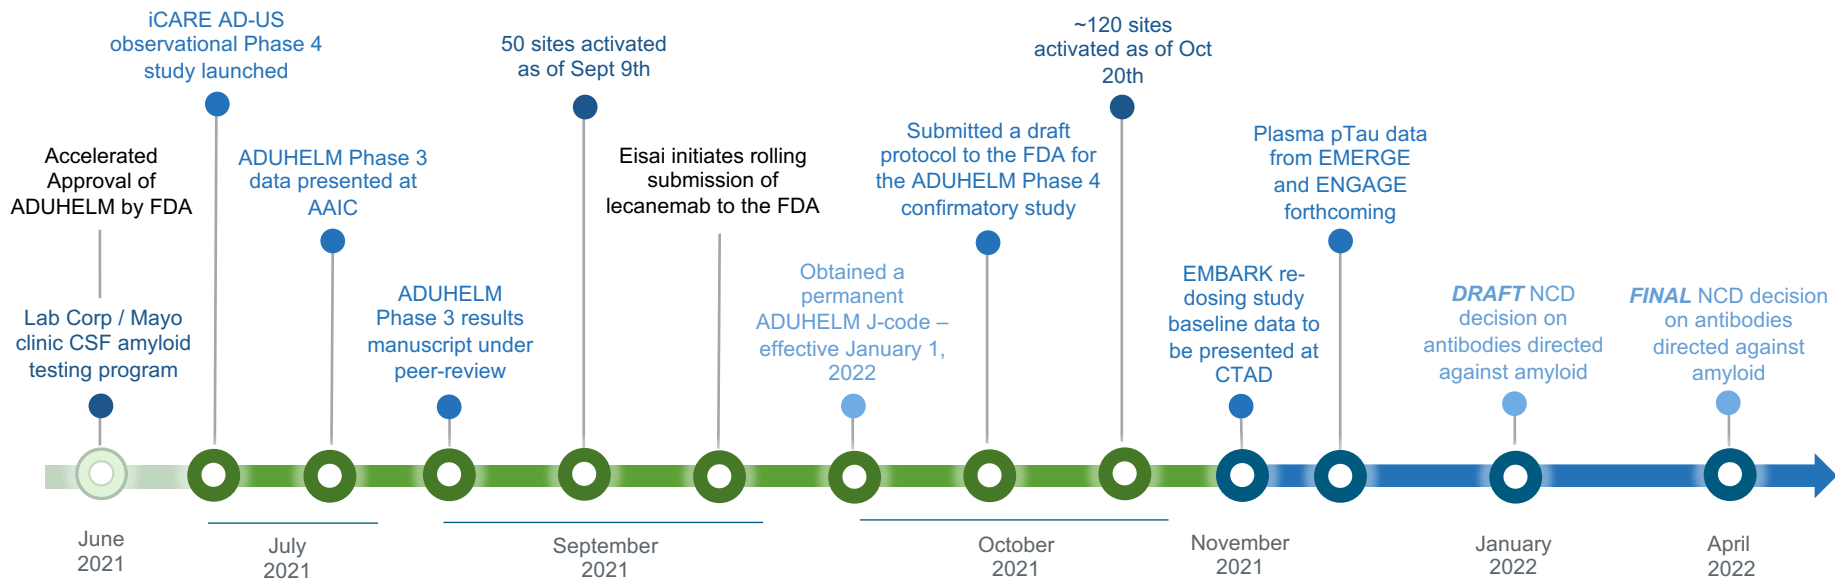 iCARE AD-US
observational Phase 4
study launched
50 sites activated
as of Sept 9th
~120 sites
activated as of Oct
20th
Accelerated
Approval of
ADUHELM by FDA
ADUHELM Phase 3
data presented at
AAIC
Eisai initiates rolling
submission of
lecanemab to the FDA
Submitted a draft
protocol to the FDA for
the ADUHELM Phase 4
confirmatory study
Plasma pTau data
from EMERGE
and ENGAGE
forthcoming
Lab Corp / Mayo
clinic CSF amyloid
testing program
ADUHELM
Phase 3 results
manuscript under
peer-review
Obtained a
permanent
ADUHELM J-code –
effective January 1,
2022
EMBARK re-
dosing study
baseline data to
be presented at
CTAD
DRAFT NCD
decision on
antibodies directed
against amyloid
FINAL NCD decision
on antibodies
directed against
amyloid
June
2021
July
2021
September
2021
October
2021
November
2021
January
2022
April
2022